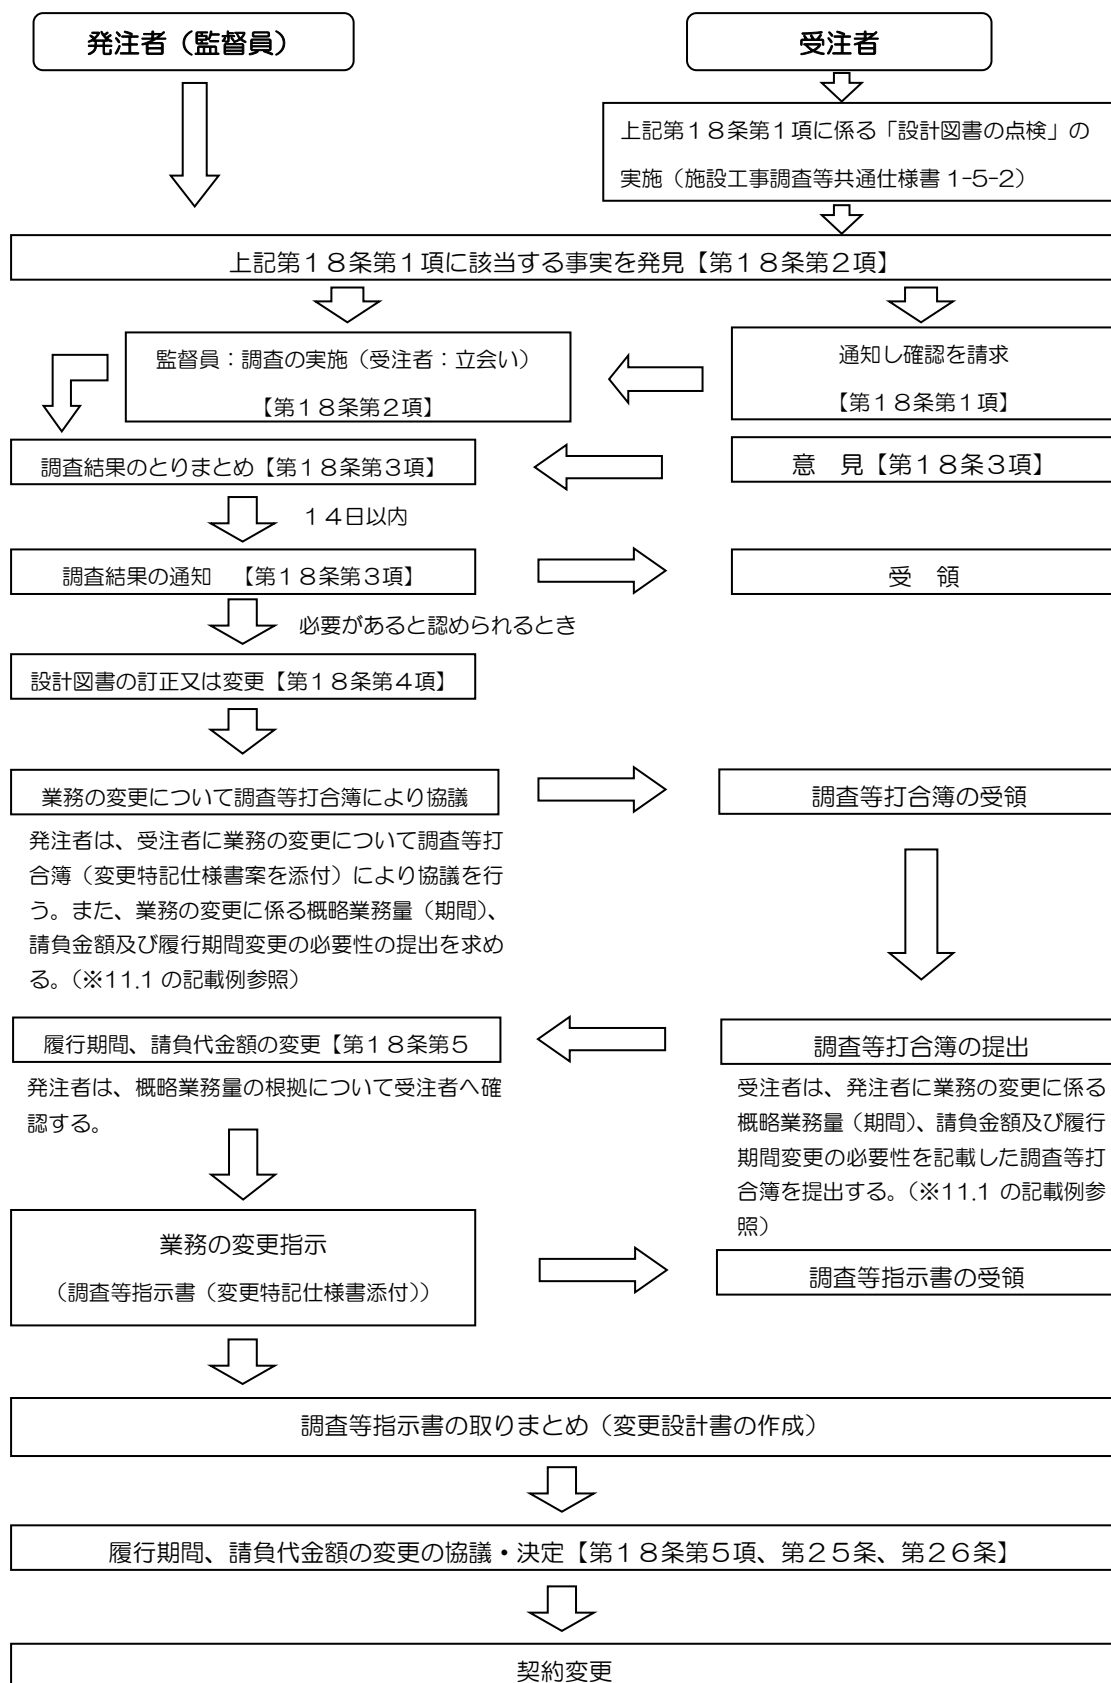 発注者（監督員）
受注者
上記第１８条第１項に係る「設計図書の点検」の
実施（施設工事調査等共通仕様書 1-5-2）
上記第１８条第１項に該当する事実を発見【第１８条第２項】
監督員：調査の実施（受注者：立会い）
【第１８条第２項】
通知し確認を請求
【第１８条第１項】
調査結果のとりまとめ【第１８条第３項】
意　見【第１８条３項】
１４日以内
調査結果の通知　【第１８条第３項】
受　領
必要があると認められるとき
設計図書の訂正又は変更【第１８条第４項】
業務の変更について調査等打合簿により協議
調査等打合簿の受領
発注者は、受注者に業務の変更について調査等打
合簿（変更特記仕様書案を添付）により協議を行
う。また、業務の変更に係る概略業務量（期間）、
請負金額及び履行期間変更の必要性の提出を求め
る。（※11.1 の記載例参照）
履行期間、請負代金額の変更【第１８条第５
調査等打合簿の提出
発注者は、概略業務量の根拠について受注者へ確
認する。
受注者は、発注者に業務の変更に係る
概略業務量（期間）、請負金額及び履行
期間変更の必要性を記載した調査等打
合簿を提出する。（※11.1 の記載例参
照）
業務の変更指示
（調査等指示書（変更特記仕様書添付））
調査等指示書の受領
調査等指示書の取りまとめ（変更設計書の作成）
履行期間、請負代金額の変更の協議・決定【第１８条第５項、第２５条、第２６条】
契約変更